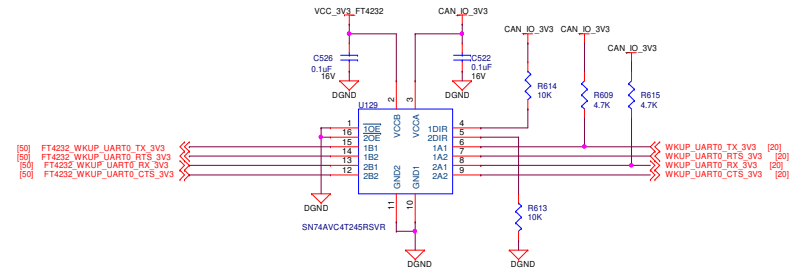 VCC_3V3_FT4232
CAN_IO_3V3
CAN_IO_3V3
CAN_IO_3V3
CAN_IO_3V3
C526
0.1uF
16V
DGND
C522
0.1uF
16V
DGND
R614
10K
R609
4.7K
R615
4.7K
U129
2
3
VCCB
VCCA
1
1OE
1DIR
4
16
2OE
2DIR
5
[50] FT4232_WKUP_UART0_TX_3V3
15
1B1
1A1
6
WKUP_UART0_TX_3V3 [20]
[50] FT4232_WKUP_UART0_RTS_3V3
14
1B2
1A2
7
WKUP_UART0_RTS_3V3 [20]
[50] FT4232_WKUP_UART0_RX_3V3
13
2B1
2A1
8
WKUP_UART0_RX_3V3 [20]
[50] FT4232_WKUP_UART0_CTS_3V3
12
2B2
2A2
9
WKUP_UART0_CTS_3V3 [20]
GND2
GND1
11
10
DGND
R613
10K
SN74AVC4T245RSVR
DGND
DGND